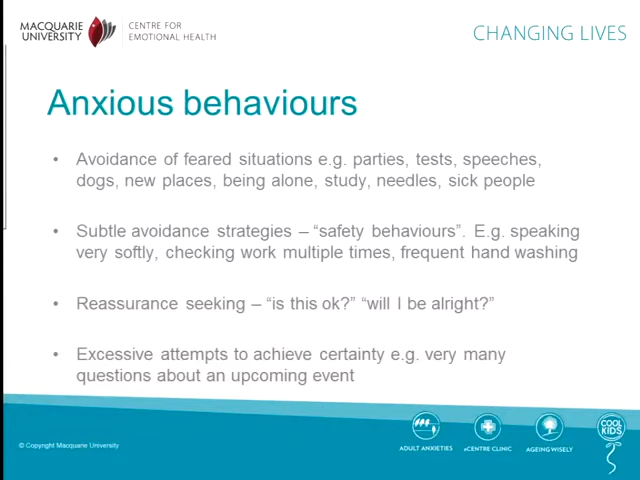 MACQUARIE
UNIVERSITY
CENTRE FOR
EMOTIONAL HEALTH
CHANGING LIVES
Anxious behaviours
• Avoidance of feared situations e.g. parties, tests, speeches,
dogs, new places, being alone, study, needles, sick people
• Subtle avoidance strategies – “safety behaviours”. E.g. speaking
very softly, checking work multiple times, frequent hand washing
• Reassurance seeking – “is this ok?” “will I be alright?”
• Excessive attempts to achieve certainty e.g. very many
questions about an upcoming event
© Copyright Macquarie University
ADULT ANXIETIES
eCENTRE CLINIC
AGEING WISELY
COOL
KIDS